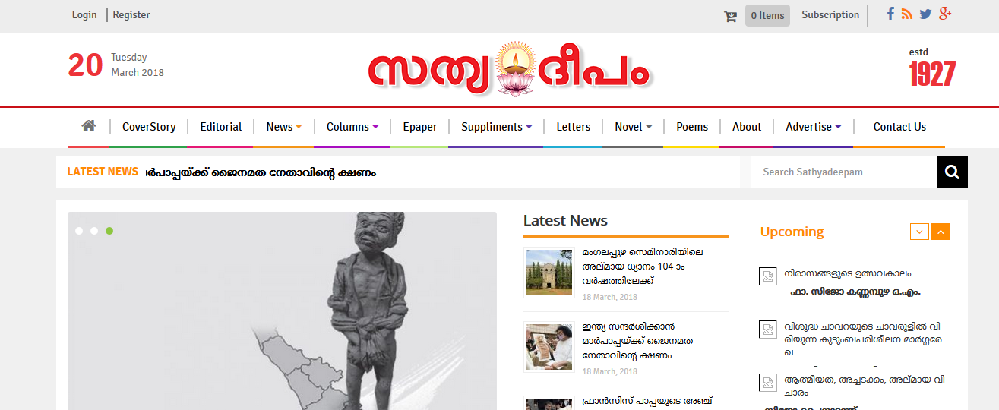 Login | Register
0 Items
Subscription
20
Tuesday
March 2018
സത്യദീപം
estd
1927
CoverStory
Editorial
News
Columns
Epaper
Suppliments
Letters
Novel
Poems
About
Advertise
Contact Us
LATEST NEWS
ർപാപ്പയ്ക്ക് ജൈനമത നേതാവിന്റെ ക്ഷണം
Search Sathyadeepam
Latest News
മംഗലപ്പുഴ സെമിനാരിയിലെ
അല്മായ ധ്യാനം 104-ാം
വർഷത്തിലേക്ക്
18 March, 2018
ഇന്ത്യ സന്ദർശിക്കാൻ
മാർപാപ്പയ്ക്ക് ജൈനമത
നേതാവിന്റെ ക്ഷണം
18 March, 2018
ഫ്രാൻസിസ് പാപ്പയുടെ അഞ്ച്
Upcoming
നിരാസങ്ങളുടെ ഉത്സവകാലം
- ഫാ. സിജോ കണ്ണമ്പുഴ ഒ.എം.
വിശുദ്ധ ചാവറയുടെ ചാവരുളിൽ വി
രിയുന്ന കുടുംബപരിശീലന മാർഗ്ഗരേ
ഖ
ആത്മീയത, അച്ചടക്കം, അല്മായ വി
ചാരം